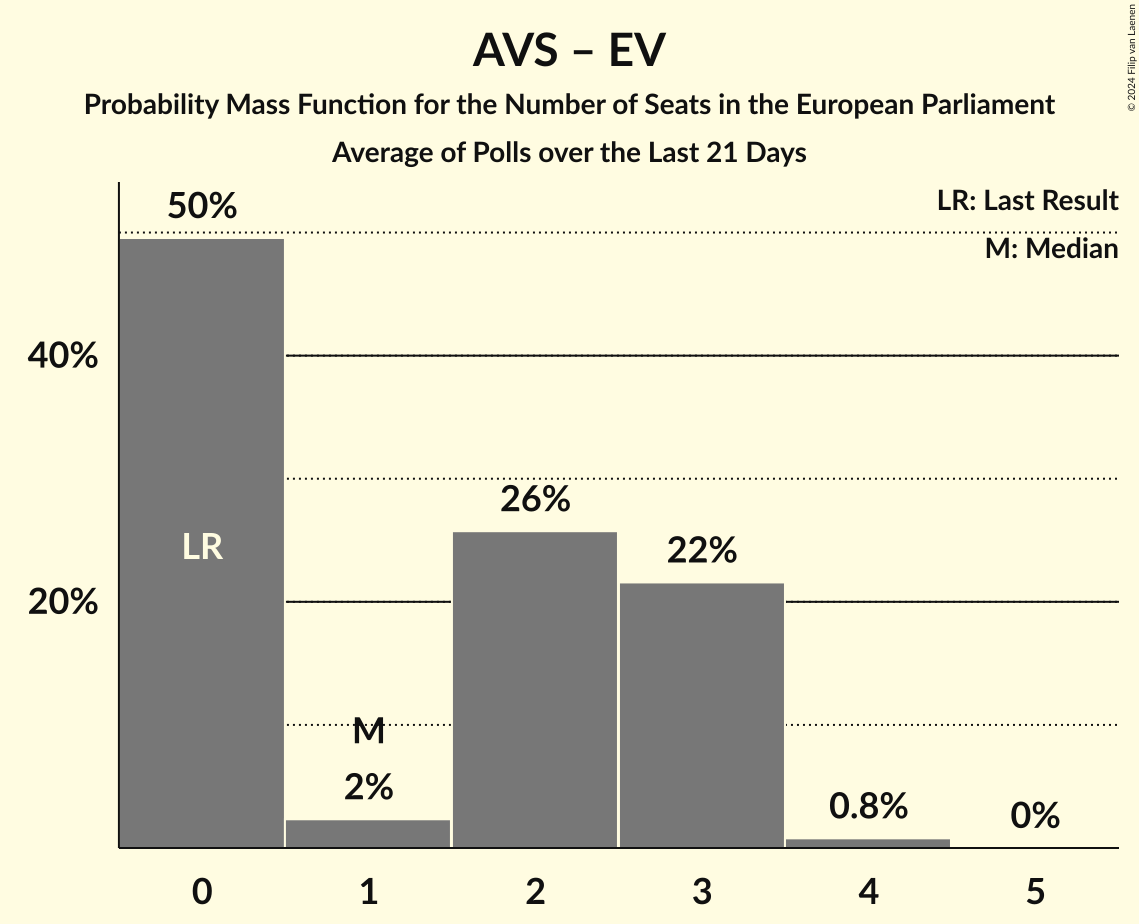 AVS – EV
Probability Mass Function for the Number of Seats in the European Parliament
Average of Polls over the Last 21 Days
© 2024 Filip van Laenen
LR: Last Result
M: Median
50%
40%
26%
22%
LR
20%
M
2%
0.8%
0%
0 1 2 3 4 5